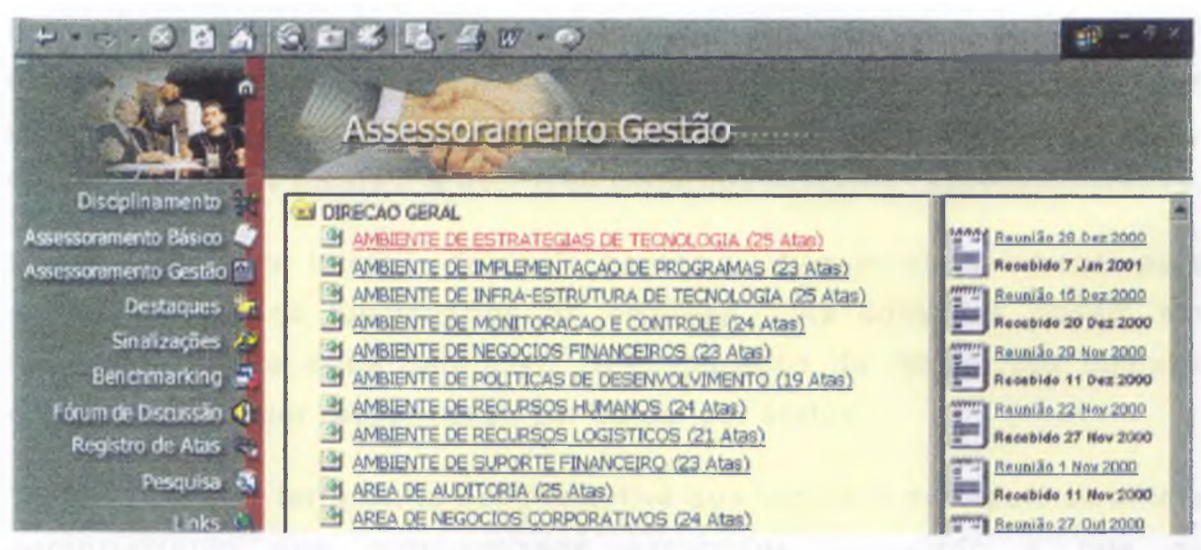 Assessoramento Gestão
Disciplinamento
Assessoramento Básico
Assessoramento Gestão
Destaques
Sinalizações
Benchmarking
Fórum de Discussão
Registro de Atas
Pesquisa
Links
DIRECAO GERAL
AMBIENTE DE ESTRATEGIAS DE TECNOLOGIA (25 Atas)
AMBIENTE DE IMPLEMENTACAO DE PROGRAMAS (23 Atas)
AMBIENTE DE INFRA-ESTRUTURA DE TECNOLOGIA (25 Atas)
AMBIENTE DE MONITORACAO E CONTROLE (24 Atas)
AMBIENTE DE NEGOCIOS FINANCEIROS (23 Atas)
AMBIENTE DE POLITICAS DE DESENVOLVIMENTO (19 Atas)
AMBIENTE DE RECURSOS HUMANOS (24 Atas)
AMBIENTE DE RECURSOS LOGISTICOS (21 Atas)
AMBIENTE DE SUPORTE FINANCEIRO (23 Atas)
AREA DE AUDITORIA (25 Atas)
AREA DE NEGOCIOS CORPORATIVOS (24 Atas)
Reunião Dez 2000
Recebido 7 Jan 2001
Reunião Dez 2000
Recebido 20 Dez 2000
Reunião Nov 2000
Recebido 11 Dez 2000
Reunião 22 Nov 2000
Recebido 27 Nov 2000
Reunião 1 Nov 2000
Recebido 11 Nov 2000
Reunião 27 Out 2000